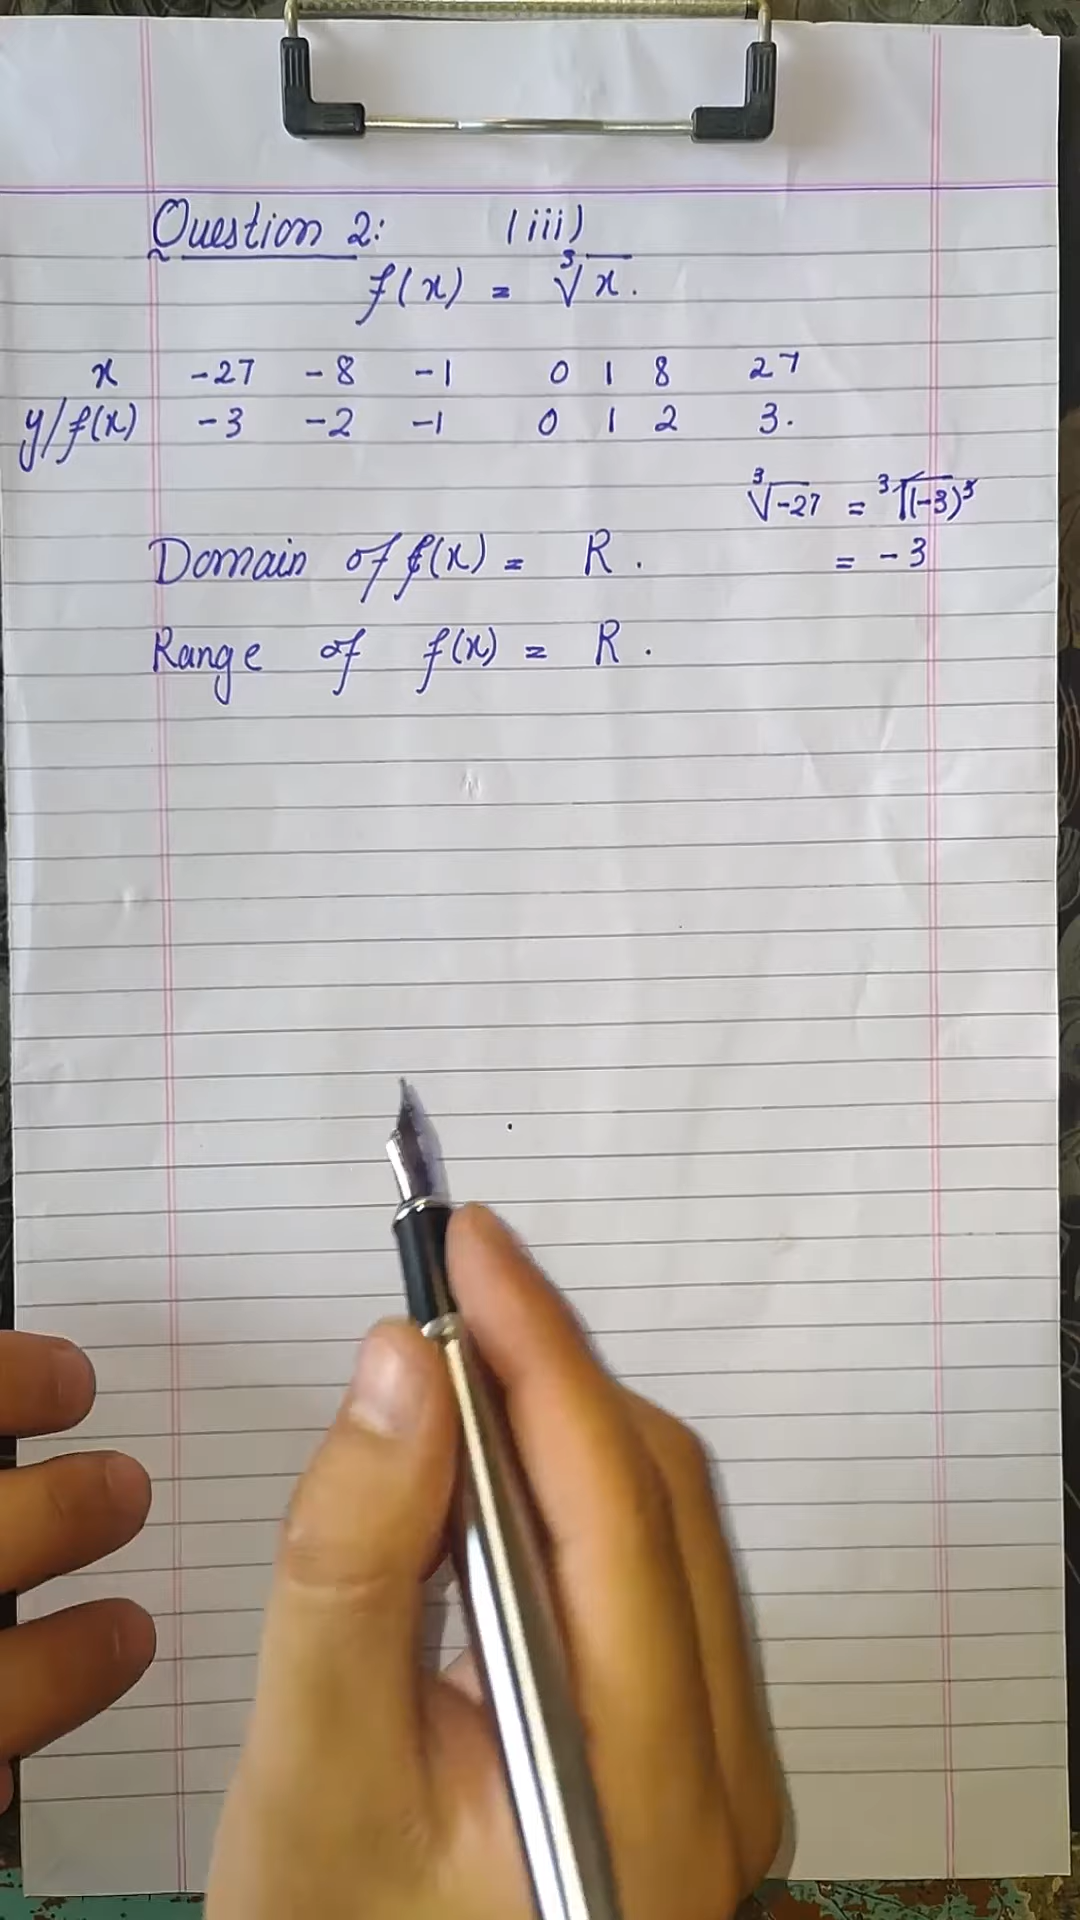 Question 2: (iii)
f(x) = ∛x.
x -27 -8 -1 0 1 8 27
y/f(x) -3 -2 -1 0 1 2 3.
∛-27 = ∛(-3)³
Domain of f(x) = R. = -3
Range of f(x) = R.